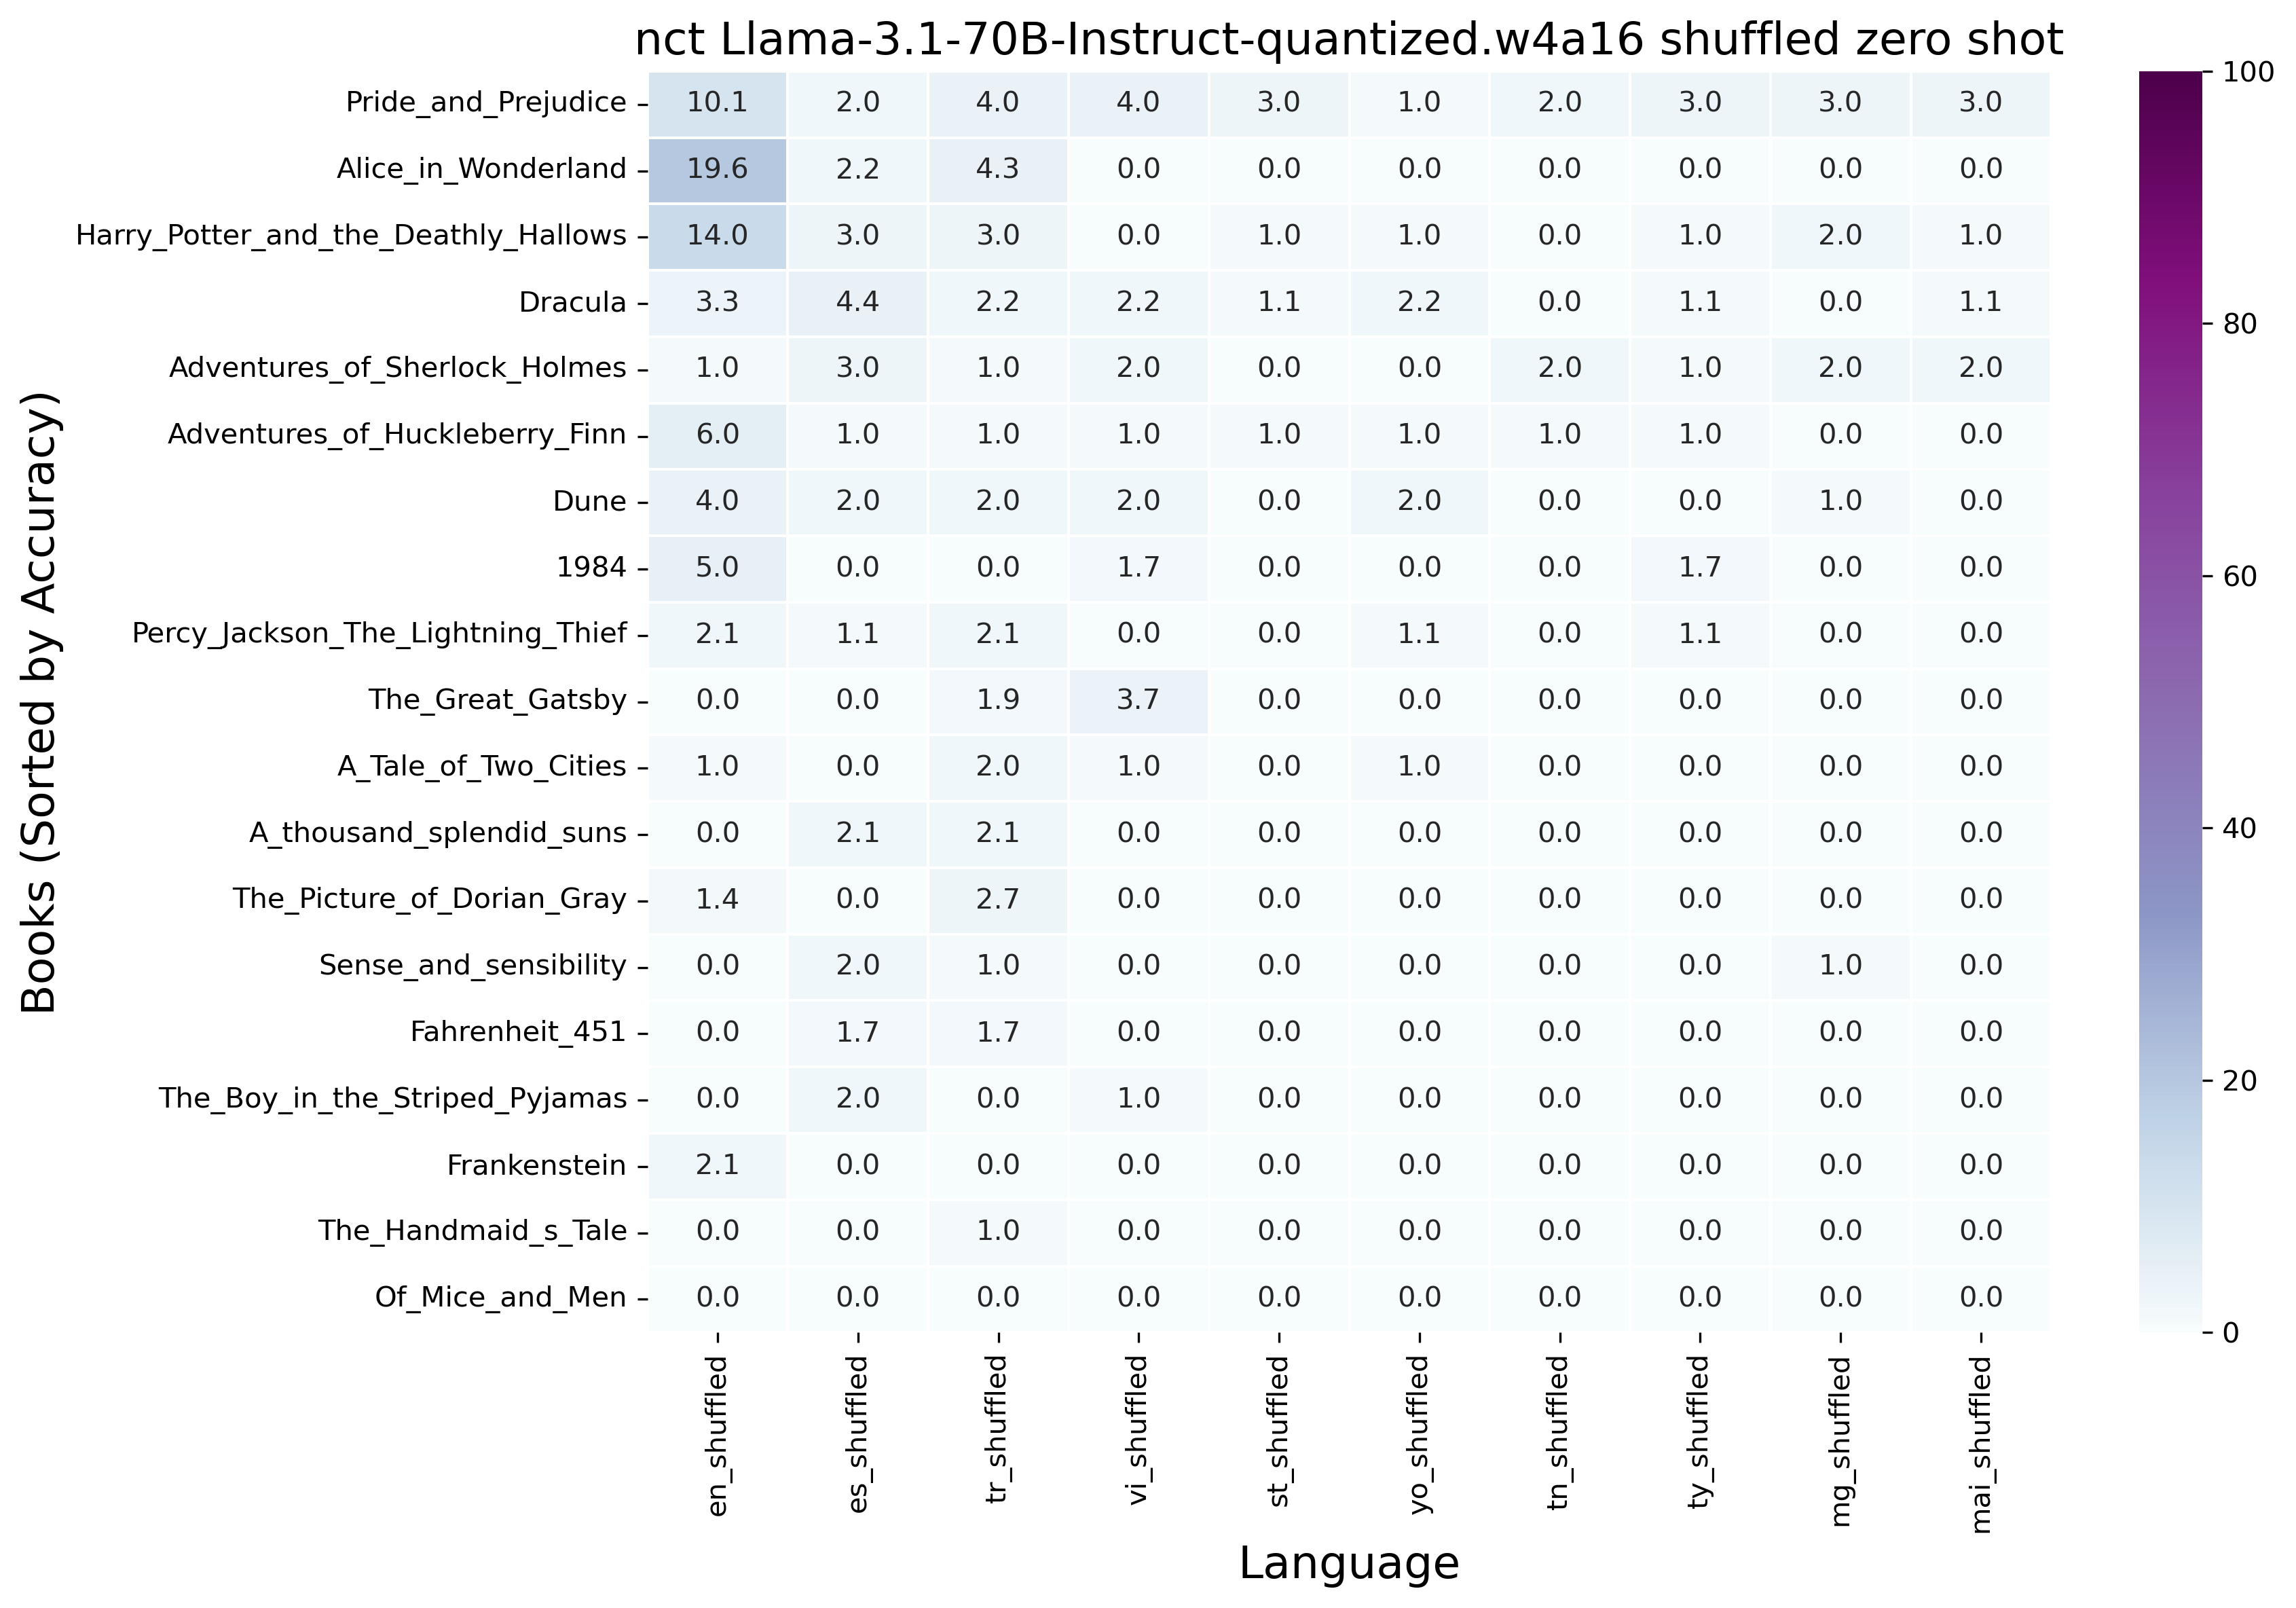 nct Llama-3.1-70B-Instruct-quantized.w4a16 shuffled zero shot
Books (Sorted by Accuracy)
Pride_and_Prejudice 10.1 2.0 4.0 4.0 3.0 1.0 2.0 3.0 3.0 3.0
Alice_in_Wonderland 19.6 2.2 4.3 0.0 0.0 0.0 0.0 0.0 0.0 0.0
Harry_Potter_and_the_Deathly_Hallows 14.0 3.0 3.0 0.0 1.0 1.0 0.0 1.0 2.0 1.0
Dracula 3.3 4.4 2.2 2.2 1.1 2.2 0.0 1.1 0.0 1.1
Adventures_of_Sherlock_Holmes 1.0 3.0 1.0 2.0 0.0 0.0 2.0 1.0 2.0 2.0
Adventures_of_Huckleberry_Finn 6.0 1.0 1.0 1.0 1.0 1.0 1.0 1.0 0.0 0.0
Dune 4.0 2.0 2.0 2.0 0.0 2.0 0.0 0.0 1.0 0.0
1984 5.0 0.0 0.0 1.7 0.0 0.0 0.0 1.7 0.0 0.0
Percy_Jackson_The_Lightning_Thief 2.1 1.1 2.1 0.0 0.0 1.1 0.0 1.1 0.0 0.0
The_Great_Gatsby 0.0 0.0 1.9 3.7 0.0 0.0 0.0 0.0 0.0 0.0
A_Tale_of_Two_Cities 1.0 0.0 2.0 1.0 0.0 1.0 0.0 0.0 0.0 0.0
A_thousand_splendid_suns 0.0 2.1 2.1 0.0 0.0 0.0 0.0 0.0 0.0 0.0
The_Picture_of_Dorian_Gray 1.4 0.0 2.7 0.0 0.0 0.0 0.0 0.0 0.0 0.0
Sense_and_sensibility 0.0 2.0 1.0 0.0 0.0 0.0 0.0 0.0 1.0 0.0
Fahrenheit_451 0.0 1.7 1.7 0.0 0.0 0.0 0.0 0.0 0.0 0.0
The_Boy_in_the_Striped_Pyjamas 0.0 2.0 0.0 1.0 0.0 0.0 0.0 0.0 0.0 0.0
Frankenstein 2.1 0.0 0.0 0.0 0.0 0.0 0.0 0.0 0.0 0.0
The_Handmaid_s_Tale 0.0 0.0 1.0 0.0 0.0 0.0 0.0 0.0 0.0 0.0
Of_Mice_and_Men 0.0 0.0 0.0 0.0 0.0 0.0 0.0 0.0 0.0 0.0
en_shuffled es_shuffled tr_shuffled vi_shuffled st_shuffled yo_shuffled tn_shuffled ty_shuffled mg_shuffled mai_shuffled
Language
100
80
60
40
20
0